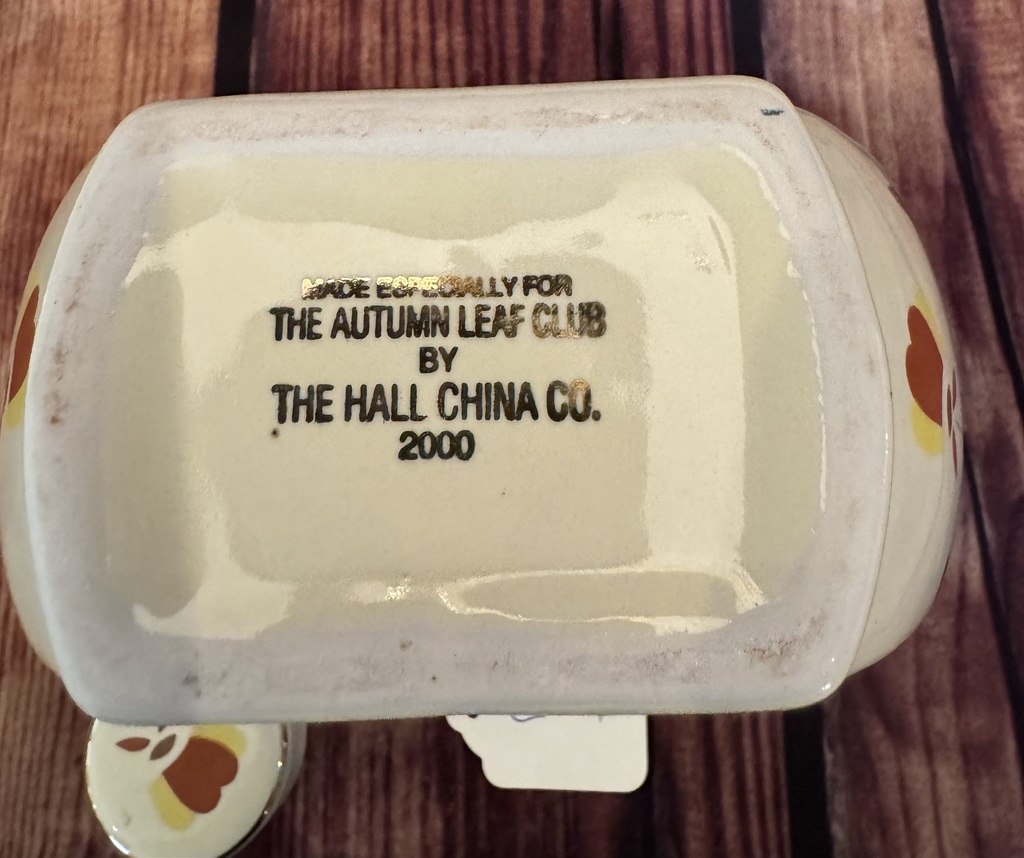 MADE ESPECIALLY FOR
THE AUTUMN LEAF CLUB
BY
THE HALL CHINA CO.
2000